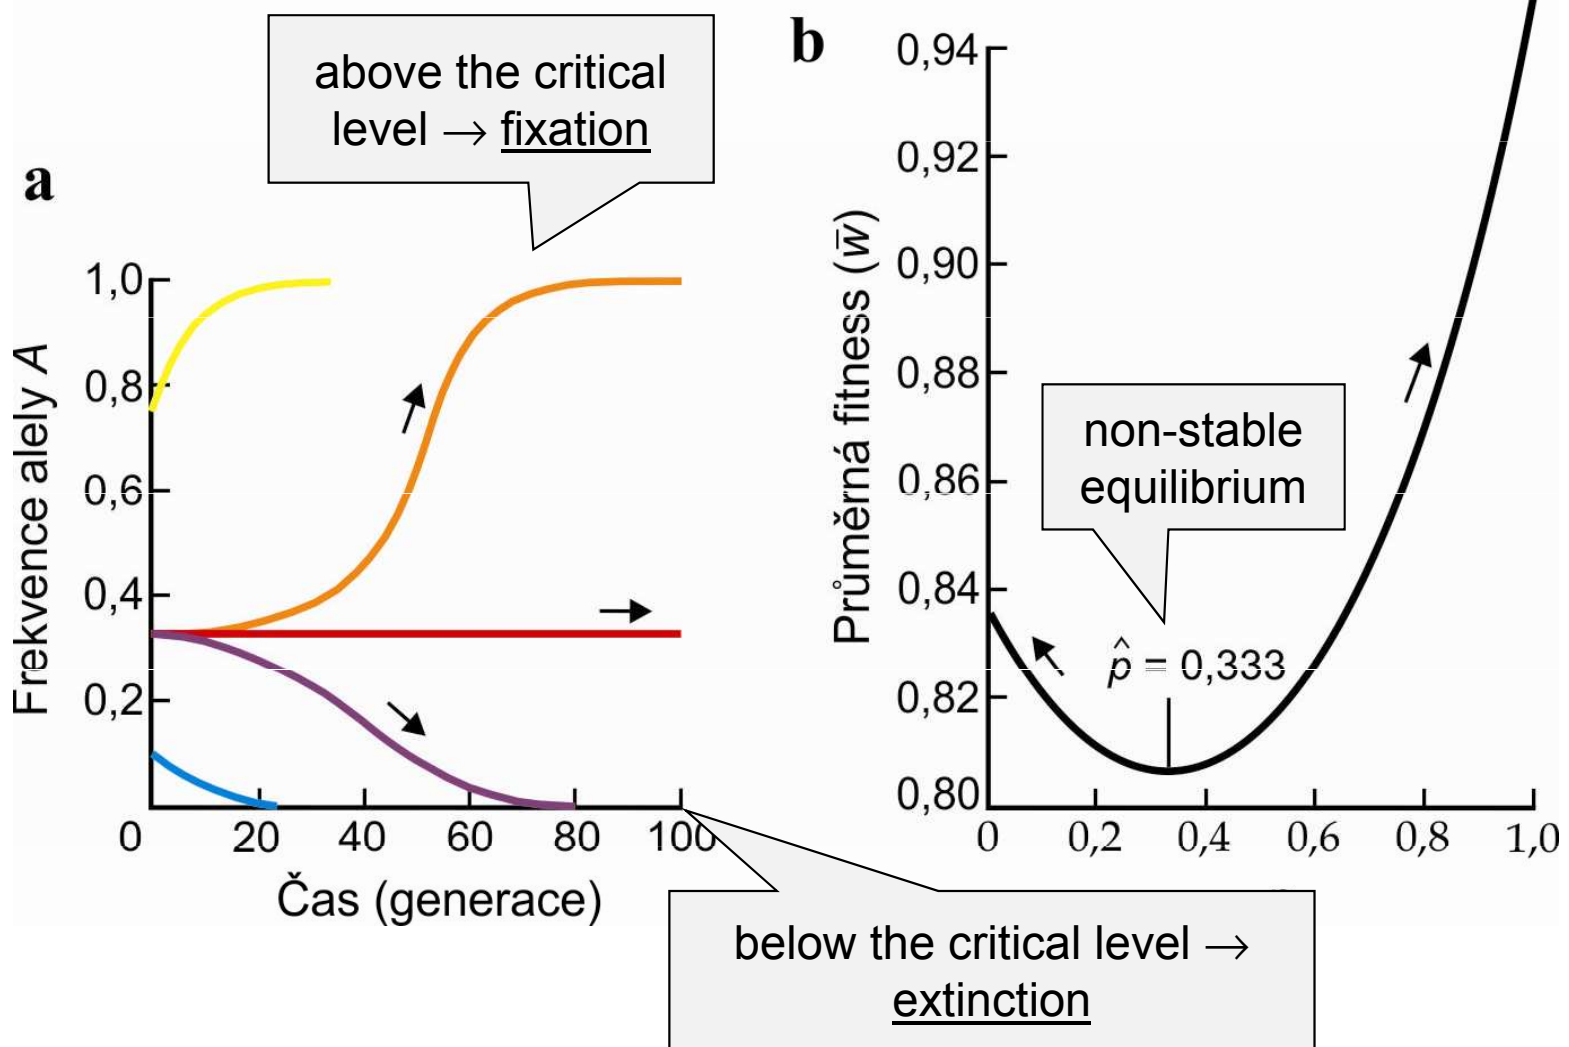 above the critical
level → fixation
a
1,0
0,8
0,6
0,4
0,2
Frekvence alely A
0 20 40 60 80 100
Čas (generace)
b
0,94
0,92
0,90
0,88
0,86
0,84
0,82
0,80
Průměrná fitness (w̄)
non-stable
equilibrium
p̂ = 0,333
0 0,2 0,4 0,6 0,8 1,0
below the critical level →
extinction